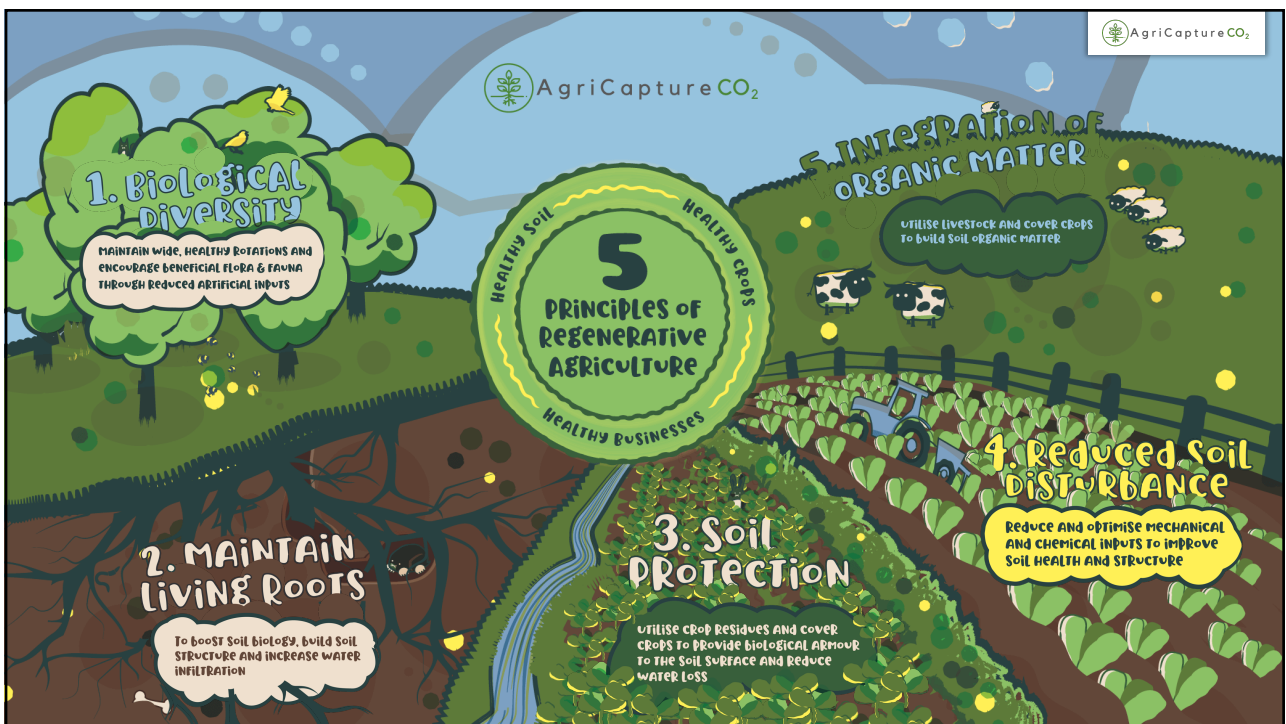 AgriCaptureCO₂
AgriCaptureCO₂
1. Biological
Diversity
Maintain wide, healthy rotations and
encourage beneficial flora & fauna
through reduced artificial inputs
Healthy Soil
Healthy Crops
Healthy Businesses
5
Principles of
Regenerative
Agriculture
5. Integration of
Organic Matter
Utilise livestock and cover crops
to build soil organic matter
2. Maintain
Living Roots
To boost soil biology, build soil
structure and increase water
infiltration
3. Soil
Protection
Utilise crop residues and cover
crops to provide biological armour
to the soil surface and reduce
water loss
4. Reduced Soil
Disturbance
Reduce and optimise mechanical
and chemical inputs to improve
soil health and structure